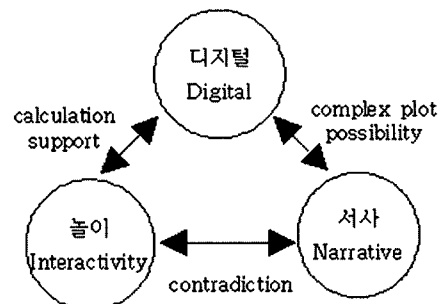 디지털
Digital
calculation
support
complex plot
possibility
놀이
Interactivity
서사
Narrative
contradiction